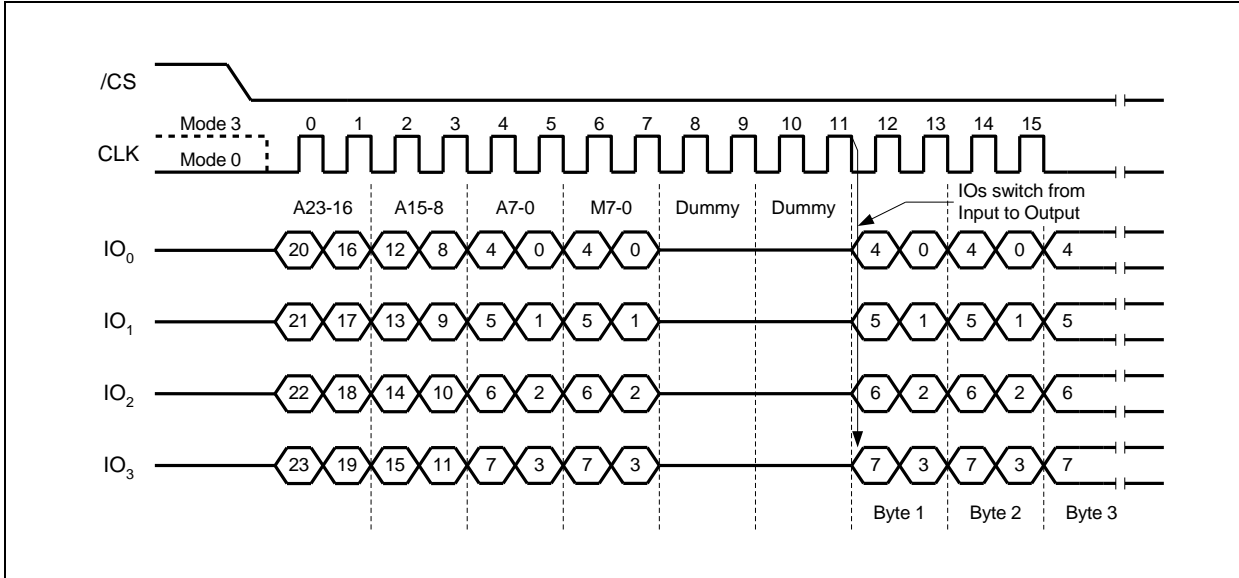 /CS
Mode 3
0 1 2 3 4 5 6 7 8 9 10 11 12 13 14 15
CLK
Mode 0
IOs switch from
A23-16 A15-8 A7-0 M7-0 Dummy Dummy
Input to Output
IO0 20 16 12 8 4 0 4 0 4 0 4 0 4
IO1 21 17 13 9 5 1 5 1 5 1 5 1 5
IO2 22 18 14 10 6 2 6 2 6 2 6 2 6
IO3 23 19 15 11 7 3 7 3 7 3 7 3 7
Byte 1 Byte 2 Byte 3